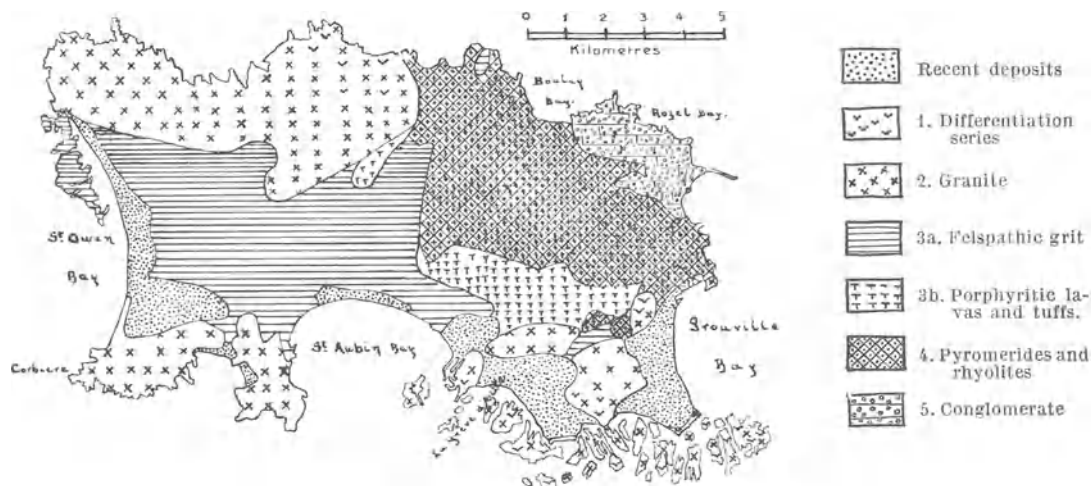 0 1 2 3 4 5
Kilometres
Bouley
Bay.
Rozel Bay.
St Owen
Bay
St Aubin Bay
Grouville
Bay
Corbiere
Recent deposits
1. Differentiation
series
2. Granite
3a. Felspathic grit
3b. Porphyritic la-
vas and tuffs.
4. Pyromerides and
rhyolites
5. Conglomerate